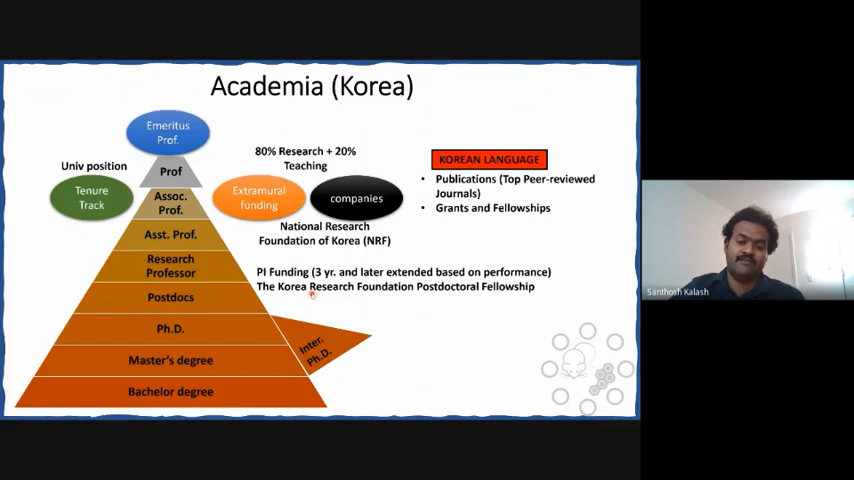 Academia (Korea)
Emeritus
Prof.
Univ position
Prof
Tenure
Track
Assoc.
Prof.
Asst. Prof.
Research
Professor
Postdocs
Ph.D.
Master's degree
Bachelor degree
Inter.
Ph.D.
80% Research + 20%
Teaching
Extramural
funding
companies
National Research
Foundation of Korea (NRF)
PI Funding (3 yr. and later extended based on performance)
The Korea Research Foundation Postdoctoral Fellowship
KOREAN LANGUAGE
• Publications (Top Peer-reviewed
Journals)
• Grants and Fellowships
Santhosh Kalash